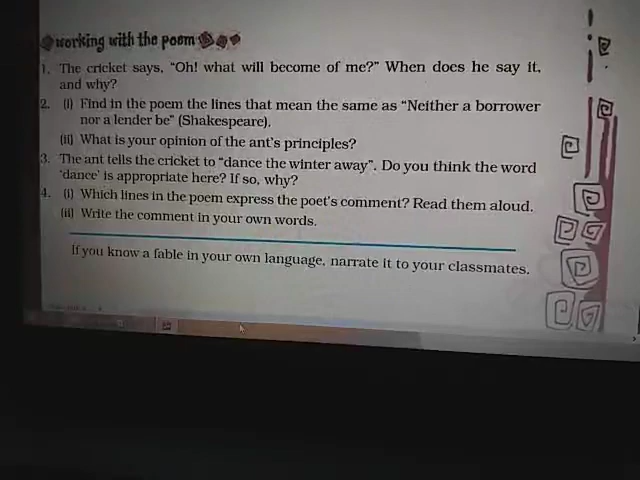 working with the poem
1. The cricket says, "Oh! what will become of me?" When does he say it,
and why?
2. (i) Find in the poem the lines that mean the same as "Neither a borrower
nor a lender be" (Shakespeare).
(ii) What is your opinion of the ant's principles?
3. The ant tells the cricket to "dance the winter away". Do you think the word
'dance' is appropriate here? If so, why?
4. (i) Which lines in the poem express the poet's comment? Read them aloud.
(ii) Write the comment in your own words.
If you know a fable in your own language, narrate it to your classmates.